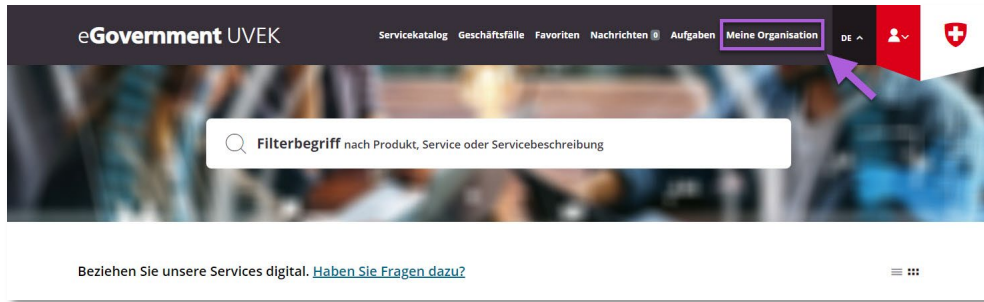 eGovernment UVEK
Servicekatalog Geschäftsfälle Favoriten Nachrichten 0 Aufgaben Meine Organisation DE
Filterbegriff nach Produkt, Service oder Servicebeschreibung
Beziehen Sie unsere Services digital. Haben Sie Fragen dazu?